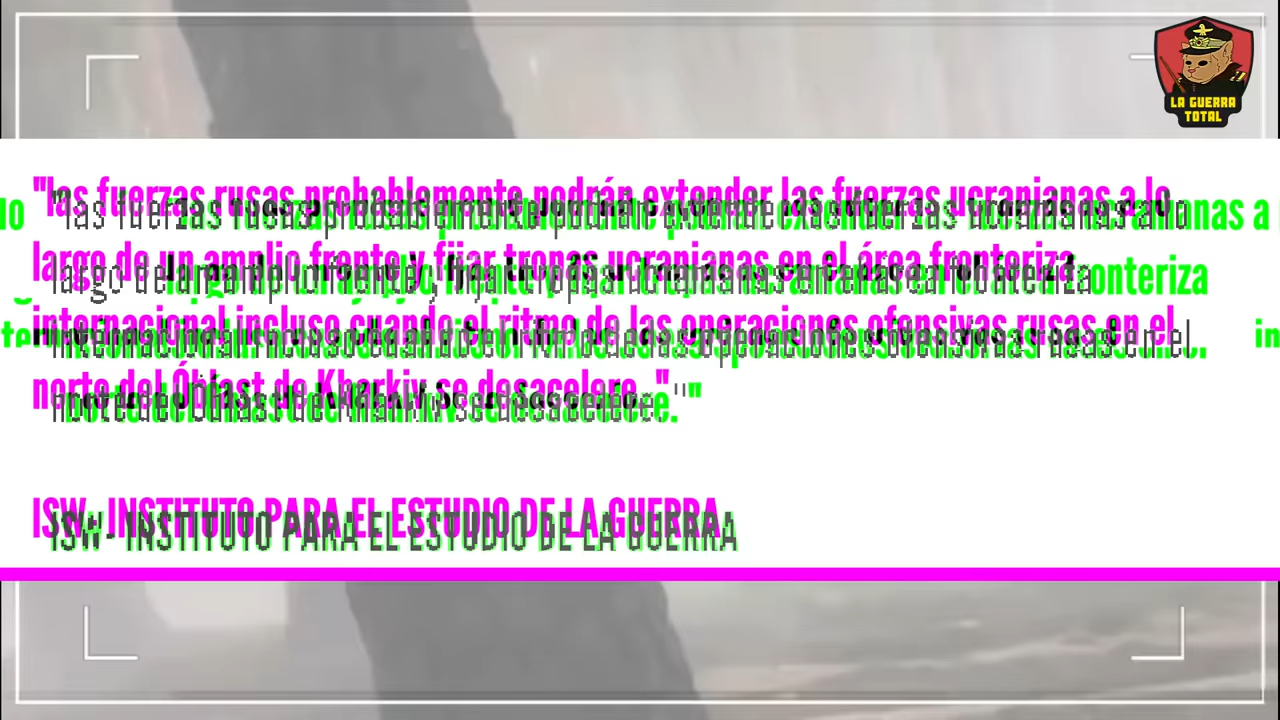 LA GUERRA
TOTAL
"las fuerzas rusas probablemente podrán extender las fuerzas ucranianas a lo
largo de un amplio frente y fijar tropas ucranianas en el área fronteriza
internacional incluso cuando el ritmo de las operaciones ofensivas rusas en el
norte del Óblast de Kharkiv se desacelere."
ISW- INSTITUTO PARA EL ESTUDIO DE LA GUERRA